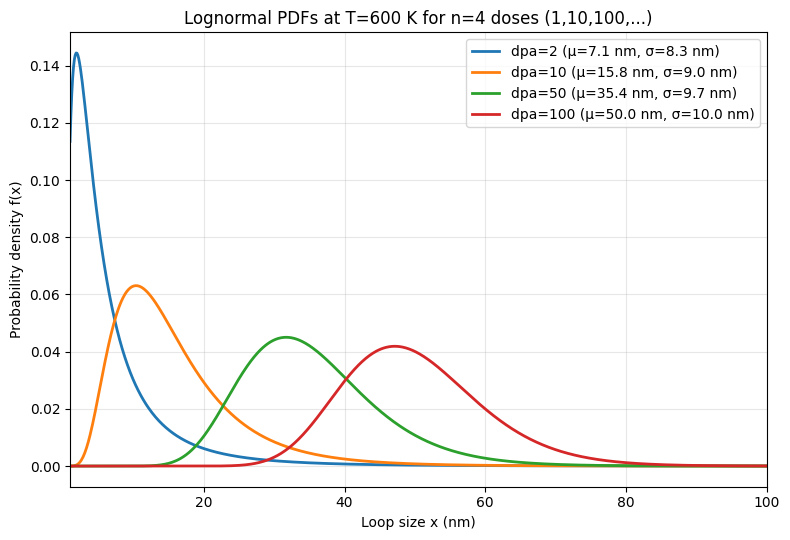 Lognormal PDFs at T=600 K for n=4 doses (1,10,100,...)
dpa=2 (μ=7.1 nm, σ=8.3 nm)
dpa=10 (μ=15.8 nm, σ=9.0 nm)
dpa=50 (μ=35.4 nm, σ=9.7 nm)
dpa=100 (μ=50.0 nm, σ=10.0 nm)
Probability density f(x)
0.14
0.12
0.10
0.08
0.06
0.04
0.02
0.00
20 40 60 80 100
Loop size x (nm)